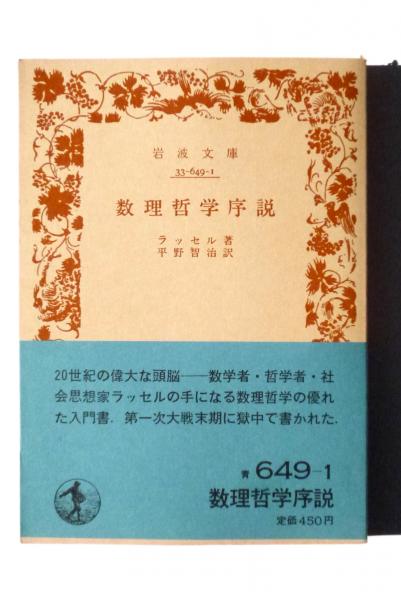 岩波文庫
33-649-1
数理哲学序説
ラッセル著
平野智治訳
20世紀の偉大な頭脳――数学者・哲学者・社
会思想家ラッセルの手になる数理哲学の優れ
た入門書．第一次大戦末期に獄中で書かれた．
青 649-1
数理哲学序説
定価450円